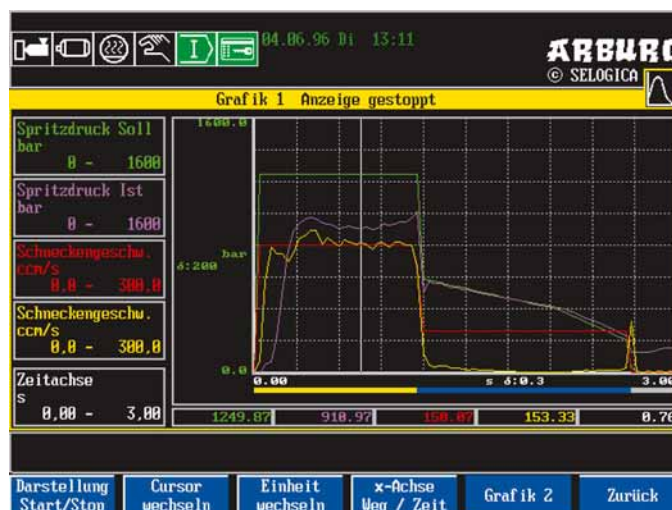 04.06.96 Di 13:11
ARBURG
© SELOGICA
Grafik 1 Anzeige gestoppt
Spritzdruck Soll
bar
0 - 1600
Spritzdruck Ist
bar
0 - 1600
Schneckengeschw.
ccm/s
0,0 - 300,0
Schneckengeschw.
ccm/s
0,0 - 300,0
Zeitachse
s
0,00 - 3,00
1600.0
bar
δ:200
0.0
0.00 s δ:0.3 3.00
1249.87 910.97 150.07 153.33 0.76
Darstellung Start/Stop
Cursor wechseln
Einheit wechseln
x-Achse Weg / Zeit
Grafik 2
Zurück